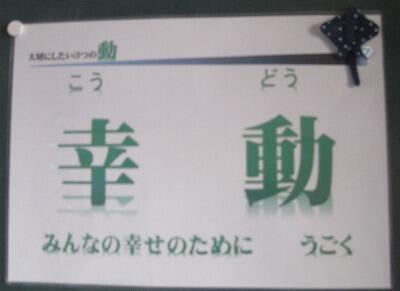 大切にしたい3つの動
こう どう
幸 動
みんなの幸せのために うごく